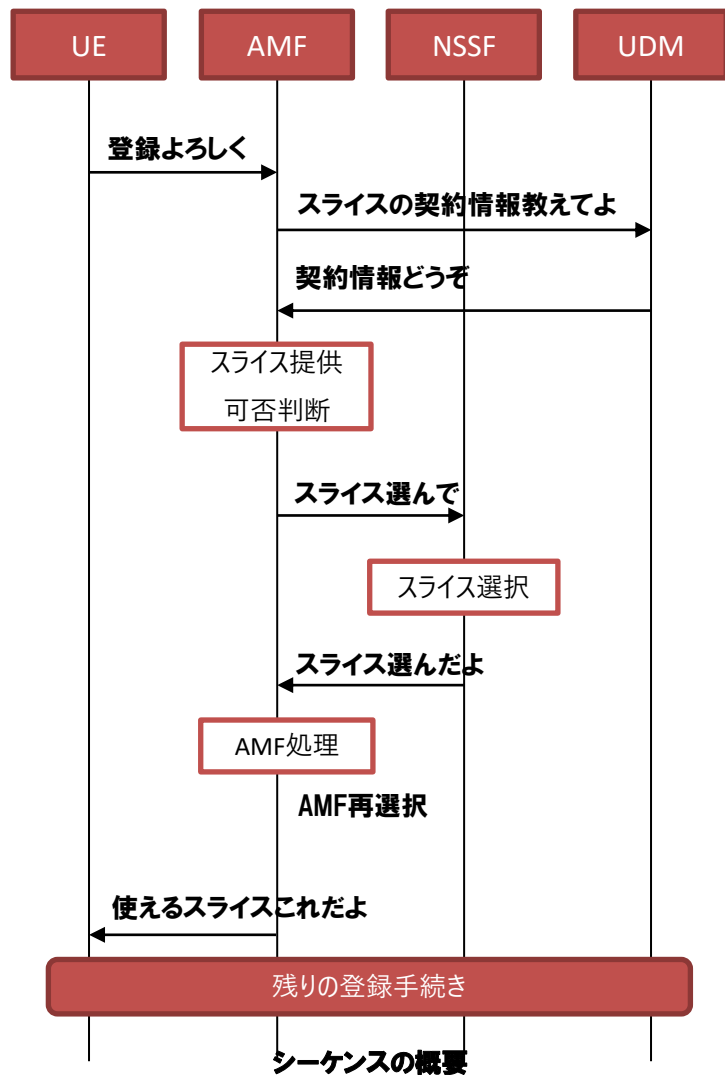 UE
AMF
NSSF
UDM
登録よろしく
スライスの契約情報教えてよ
契約情報どうぞ
スライス提供
可否判断
スライス選んで
スライス選択
スライス選んだよ
AMF処理
AMF再選択
使えるスライスこれだよ
残りの登録手続き
シーケンスの概要